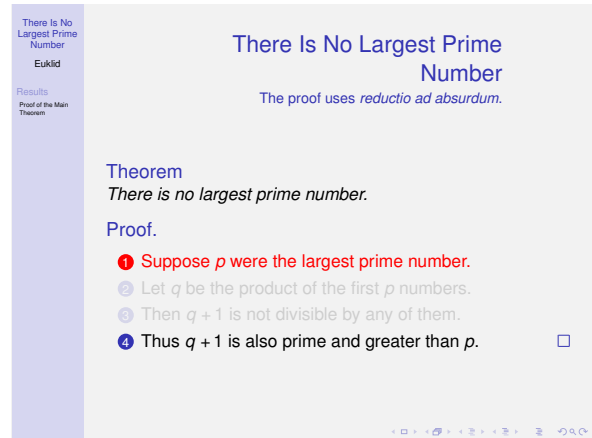 There Is No
Largest Prime
Number
Euklid
Results
Proof of the Main
Theorem
There Is No Largest Prime
Number
The proof uses reductio ad absurdum.
Theorem
There is no largest prime number.
Proof.
1 Suppose p were the largest prime number.
2 Let q be the product of the first p numbers.
3 Then q + 1 is not divisible by any of them.
4 Thus q + 1 is also prime and greater than p.